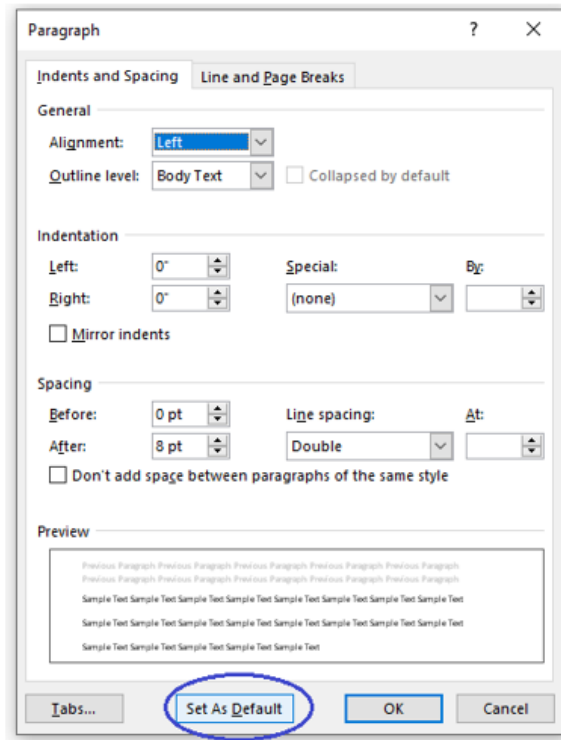 Paragraph ? ×
Indents and Spacing Line and Page Breaks
General
Alignment: Left
Outline level: Body Text Collapsed by default
Indentation
Left: 0" Special: By:
Right: 0" (none)
Mirror indents
Spacing
Before: 0 pt Line spacing: At:
After: 8 pt Double
Don't add space between paragraphs of the same style
Preview
Previous Paragraph Previous Paragraph Previous Paragraph Previous Paragraph Previous Paragraph
Previous Paragraph Previous Paragraph Previous Paragraph Previous Paragraph Previous Paragraph
Sample Text Sample Text Sample Text Sample Text Sample Text Sample Text Sample Text Sample Text
Sample Text Sample Text Sample Text Sample Text Sample Text Sample Text Sample Text Sample Text
Sample Text Sample Text Sample Text Sample Text Sample Text
Tabs... Set As Default OK Cancel